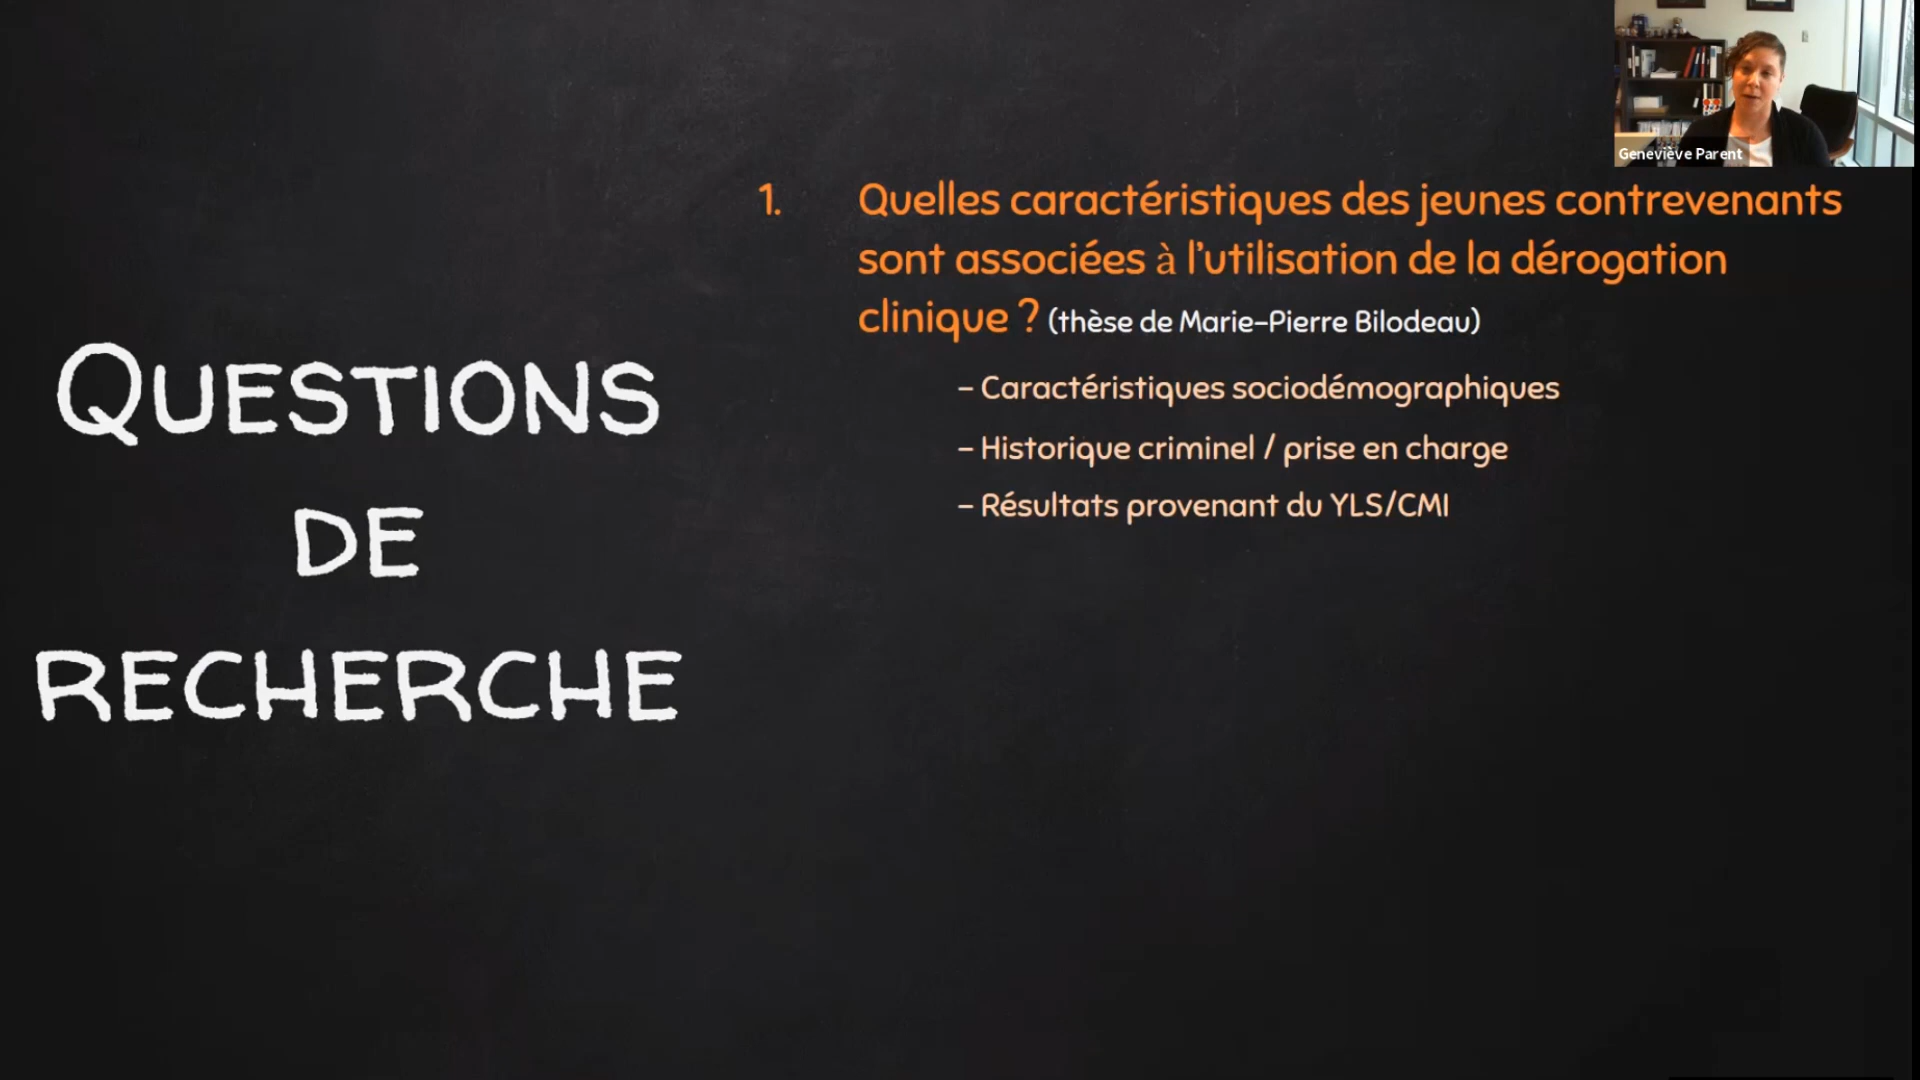 Geneviève Parent
1. Quelles caractéristiques des jeunes contrevenants
sont associées à l'utilisation de la dérogation
clinique ? (thèse de Marie-Pierre Bilodeau)
– Caractéristiques sociodémographiques
– Historique criminel / prise en charge
– Résultats provenant du YLS/CMI
QUESTIONS
DE
RECHERCHE